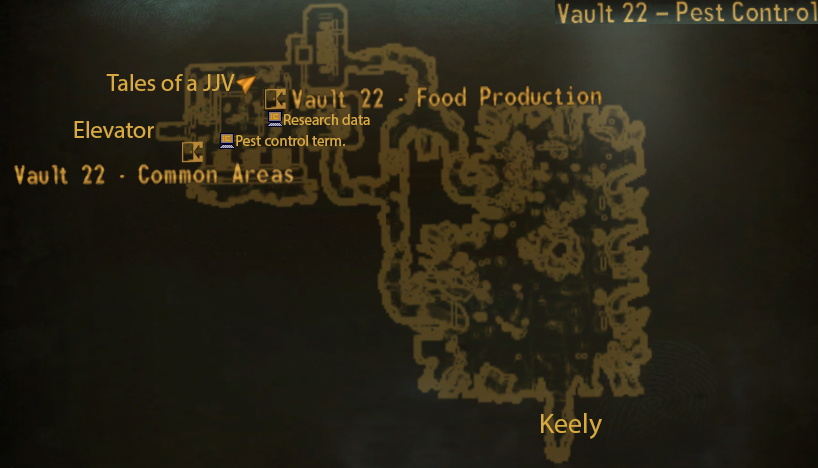 Vault 22 – Pest Control
Tales of a JJV
Vault 22 · Food Production
Research data
Elevator
Pest control term.
Vault 22 · Common Areas
Keely